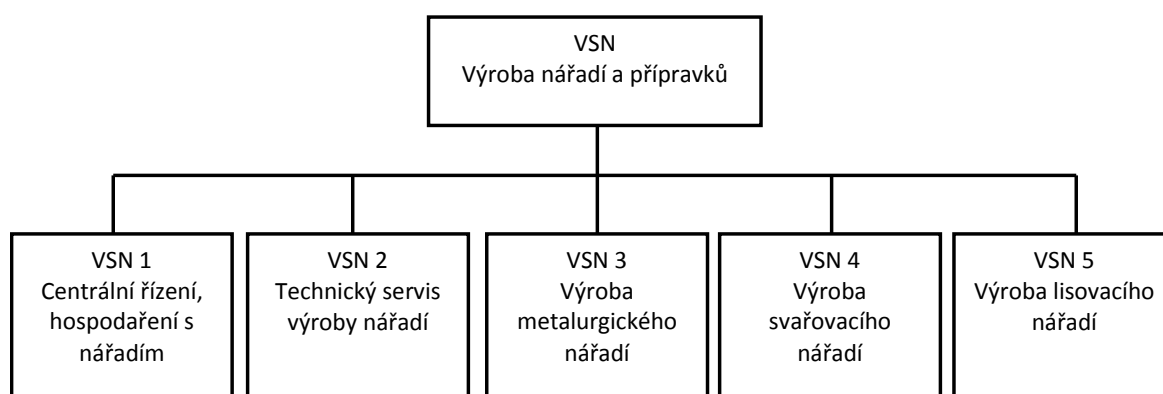 VSN
Výroba nářadí a přípravků
VSN 1
Centrální řízení,
hospodaření s
nářadím
VSN 2
Technický servis
výroby nářadí
VSN 3
Výroba
metalurgického
nářadí
VSN 4
Výroba
svařovacího
nářadí
VSN 5
Výroba lisovacího
nářadí